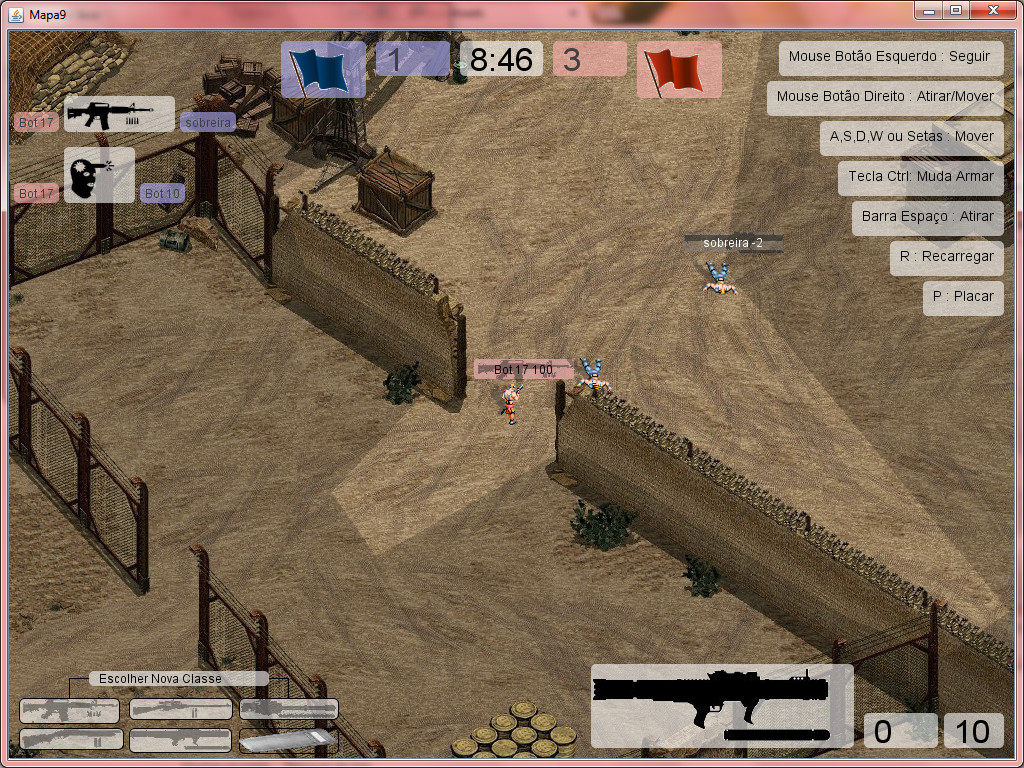 Mapa9
1 8:46 3
Mouse Botão Esquerdo : Seguir
Mouse Botão Direito : Atirar/Mover
Bot 17 sobreira
A,S,D,W ou Setas : Mover
Tecla Ctrl: Muda Armar
Bot 17 Bot 10
Barra Espaço : Atirar
sobreira -2
R : Recarregar
P : Placar
Bot 17 100
Escolher Nova Classe
0 10